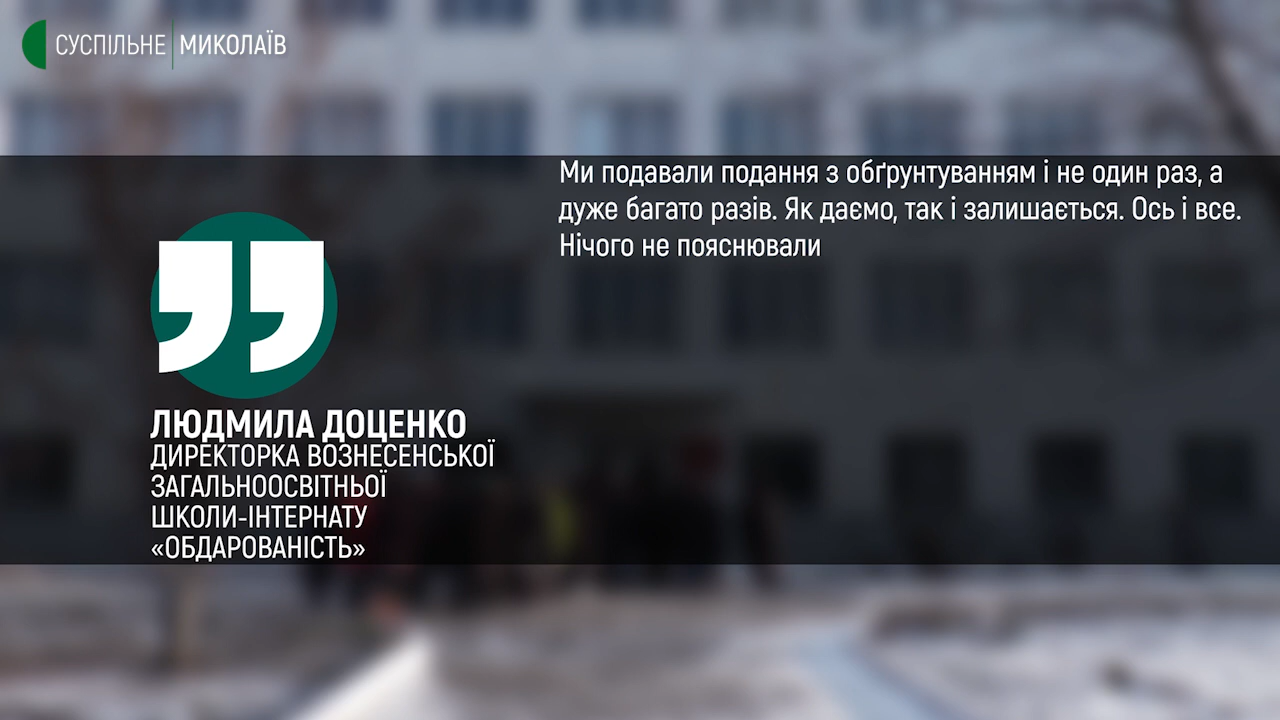 СУСПІЛЬНЕ МИКОЛАЇВ
Ми подавали подання з обґрунтуванням і не один раз, а
дуже багато разів. Як даємо, так і залишається. Ось і все.
Нічого не пояснювали
ЛЮДМИЛА ДОЦЕНКО
ДИРЕКТОРКА ВОЗНЕСЕНСЬКОЇ
ЗАГАЛЬНООСВІТНЬОЇ
ШКОЛИ-ІНТЕРНАТУ
«ОБДАРОВАНІСТЬ»